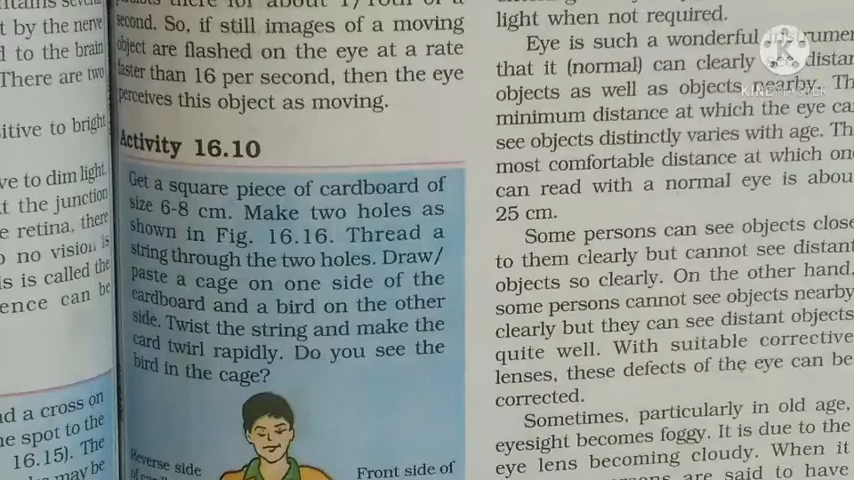 t by the nerve
d to the brain
There are two
sitive to bright
ve to dim light.
t the junction
e retina, there
o no vision is
s is called the
ence can be
nd a cross on
ne spot to the
16.15). The
may be
second. So, if still images of a moving
object are flashed on the eye at a rate
faster than 16 per second, then the eye
perceives this object as moving.
Activity 16.10
Get a square piece of cardboard of
size 6-8 cm. Make two holes as
shown in Fig. 16.16. Thread a
string through the two holes. Draw/
paste a cage on one side of the
cardboard and a bird on the other
side. Twist the string and make the
card twirl rapidly. Do you see the
bird in the cage?
Reverse side
Front side of
light when not required.
Eye is such a wonderful instrumen
that it (normal) can clearly distan
objects as well as objects nearby. Th
minimum distance at which the eye ca
see objects distinctly varies with age. Th
most comfortable distance at which one
can read with a normal eye is abou
25 cm.
Some persons can see objects close
to them clearly but cannot see distant
objects so clearly. On the other hand,
some persons cannot see objects nearby
clearly but they can see distant objects
quite well. With suitable corrective
lenses, these defects of the eye can be
corrected.
Sometimes, particularly in old age,
eyesight becomes foggy. It is due to the
eye lens becoming cloudy. When it
are said to have
K
KINEMASTER